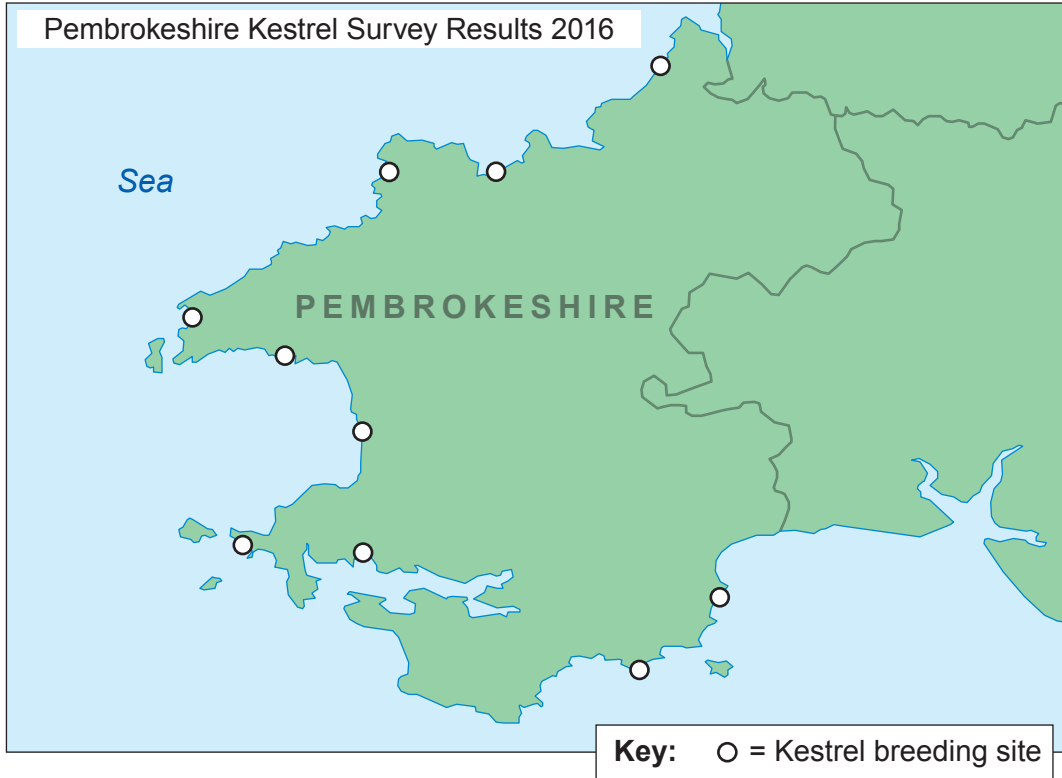 Pembrokeshire Kestrel Survey Results 2016
Sea
PEMBROKESHIRE
Key: = Kestrel breeding site